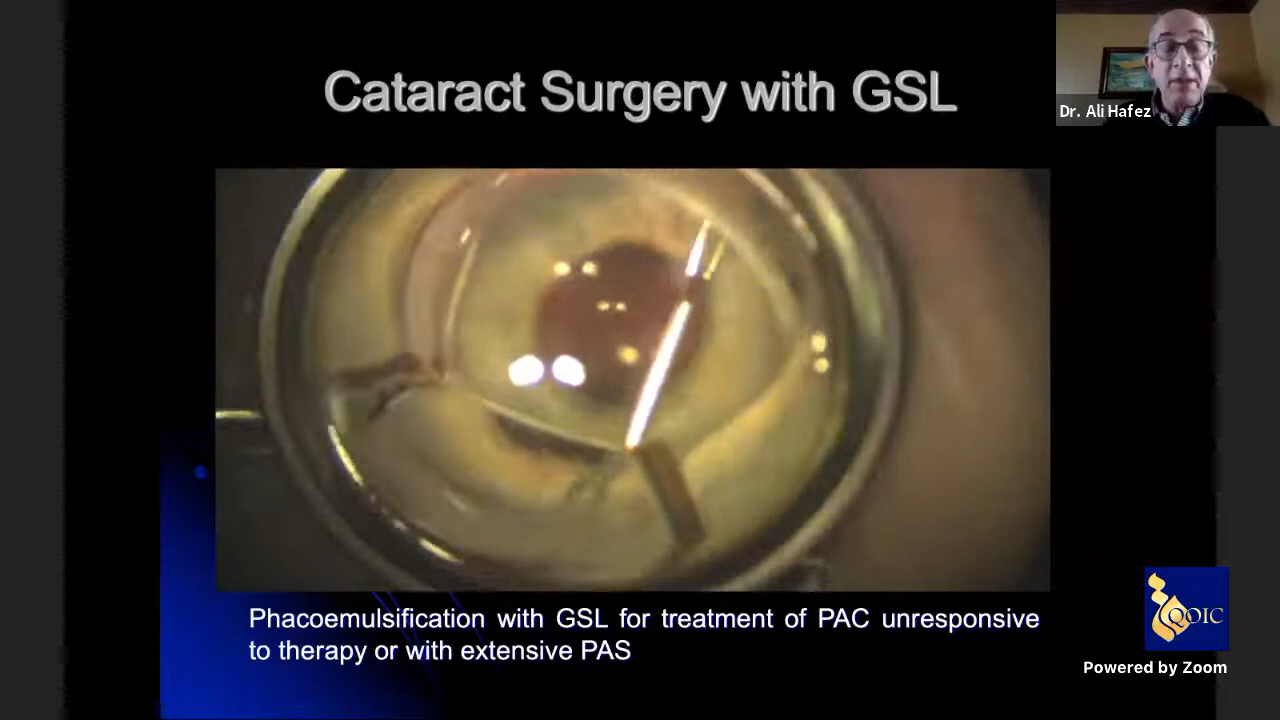 Cataract Surgery with GSL
Dr. Ali Hafez
Phacoemulsification with GSL for treatment of PAC unresponsive
to therapy or with extensive PAS
QOIC
Powered by Zoom